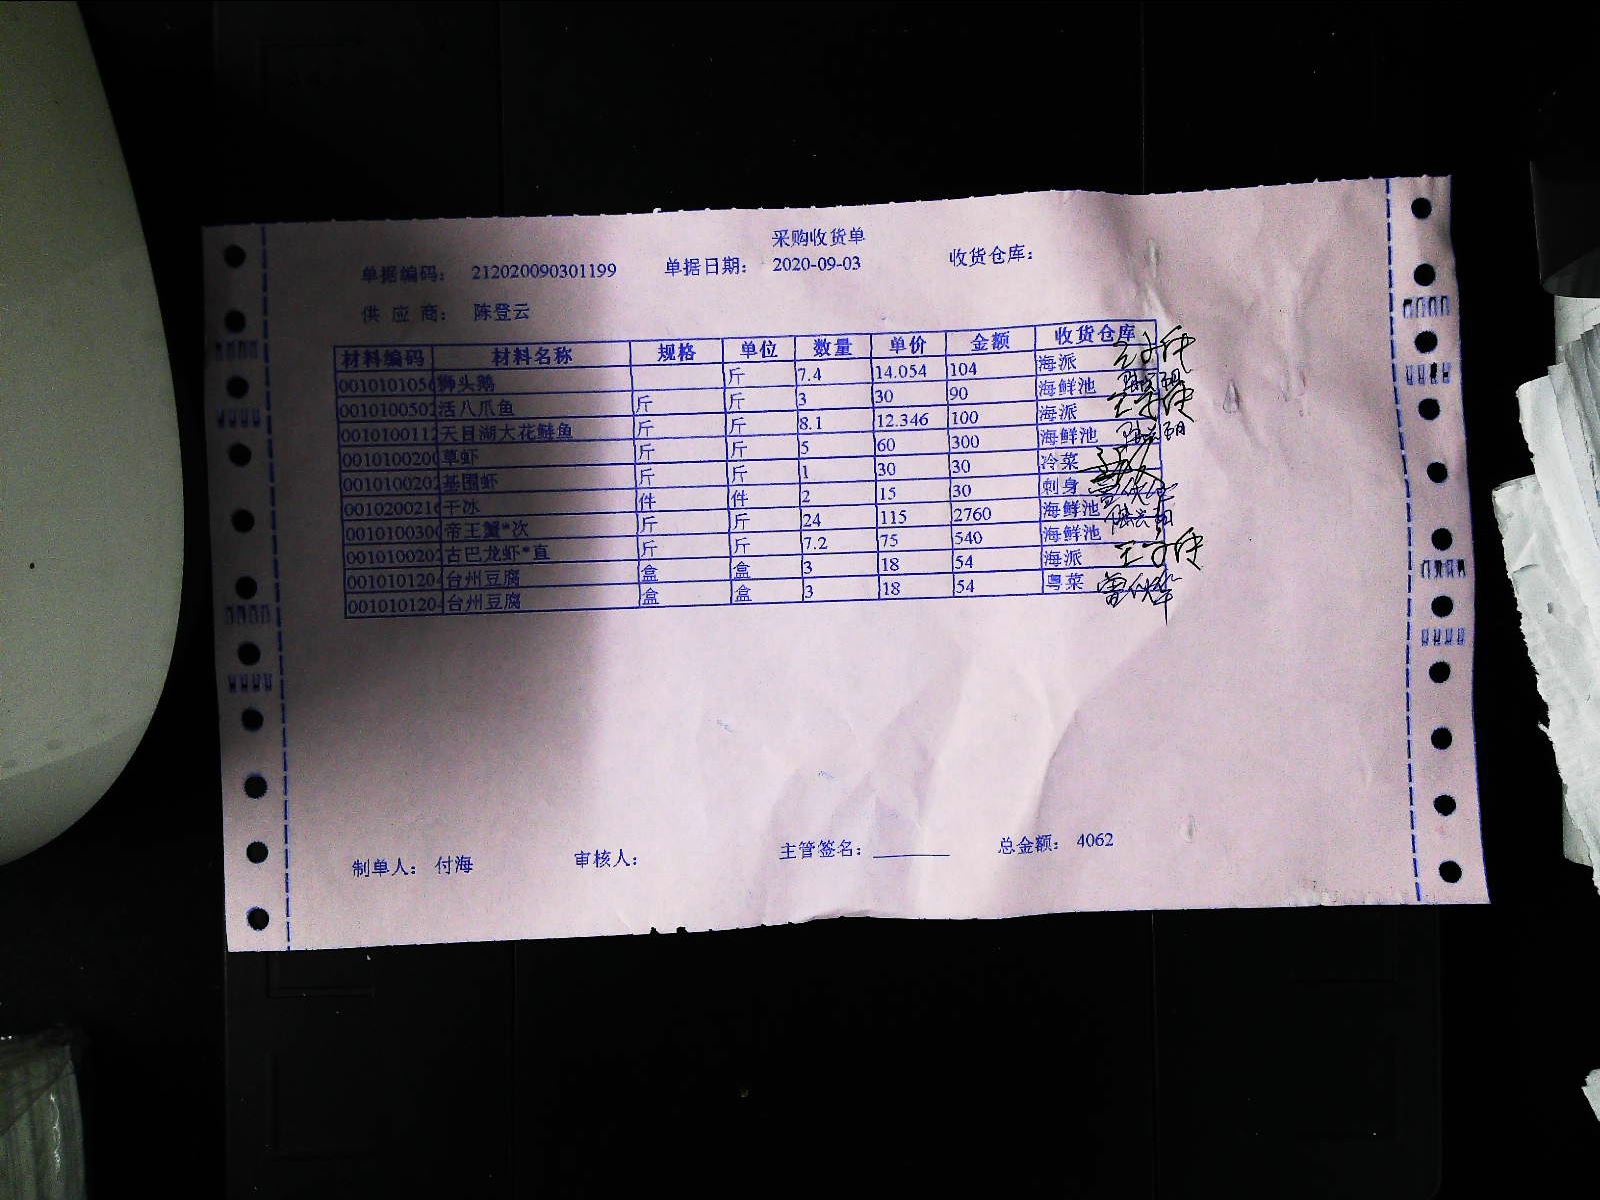 采购收货单
单据编码: 212020090301199 单据日期: 2020-09-03 收货仓库:
供 应 商: 陈登云
材料编码 材料名称 规格 单位 数量 单价 金额 收货仓库
0010101056 狮头鹅 斤 7.4 14.054 104 海派
0010100502 活八爪鱼 斤 斤 3 30 90 海鲜池
0010100112 天目湖大花鲢鱼 斤 斤 8.1 12.346 100 海派
0010100200 草虾 斤 斤 5 60 300 海鲜池
0010100202 基围虾 斤 斤 1 30 30 冷菜
0010200216 干冰 件 件 2 15 30 刺身
0010100300 帝王蟹*次 斤 斤 24 115 2760 海鲜池
0010100202 古巴龙虾*直 斤 斤 7.2 75 540 海鲜池
001010120 台州豆腐 盒 盒 3 18 54 海派
001010120 台州豆腐 盒 盒 3 18 54 粤菜
制单人: 付海 审核人: 主管签名: 总金额: 4062